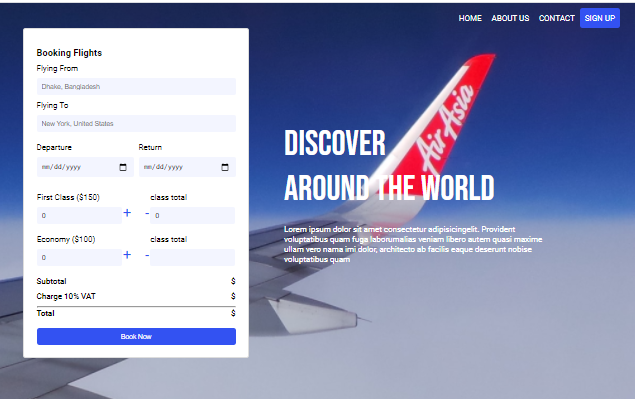 HOME ABOUT US CONTACT SIGN UP
Booking Flights
Flying From
Dhake, Bangladesh
Flying To
New York, United States
Departure Return
mm/dd/yyyy mm/dd/yyyy
First Class ($150) class total
0 + - 0
Economy ($100) class total
0 + - 0
Subtotal $
Charge 10% VAT $
Total $
Book Now
AirAsia
DISCOVER
AROUND THE WORLD
Lorem ipsum dolor sit amet consectetur adipisicingelit. Provident
voluptatibus quam fuga laborumalias veniam libero autem quasi maxime
ullam vero nama imi dolor, architecto ab facilis eaque deserunt nobise
voluptatibus quam